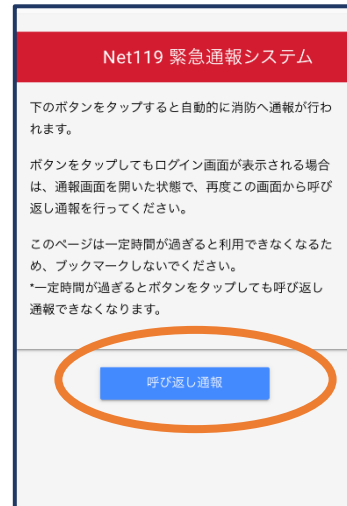 Net119 緊急通報システム
下のボタンをタップすると自動的に消防へ通報が行わ
れます。
ボタンをタップしてもログイン画面が表示される場合
は、通報画面を開いた状態で、再度この画面から呼び
返し通報を行ってください。
このページは一定時間が過ぎると利用できなくなるた
め、ブックマークしないでください。
*一定時間が過ぎるとボタンをタップしても呼び返し
通報できなくなります。
呼び返し通報